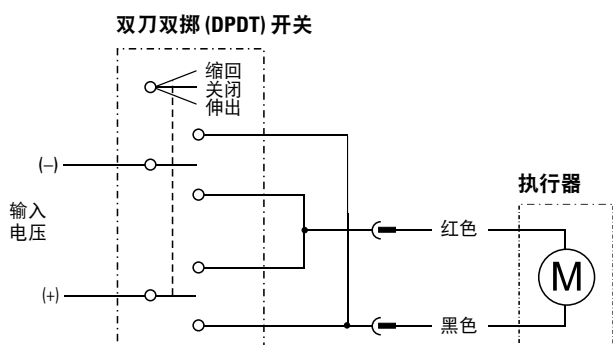 双刀双掷 (DPDT) 开关
缩回
关闭
伸出
(–)
输入
电压
(+)
执行器
红色
M
黑色